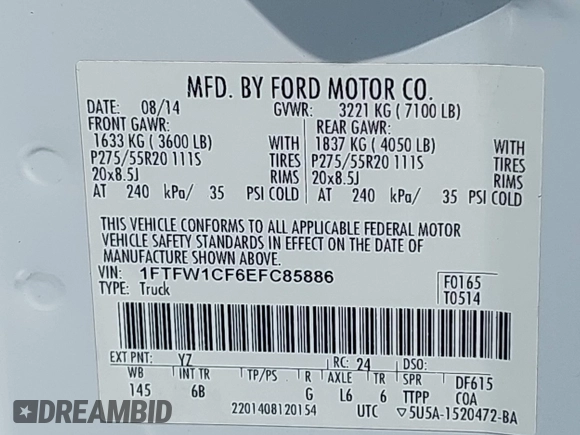 MFD. BY FORD MOTOR CO.
DATE: 08/14 GVWR: 3221 KG ( 7100 LB)
FRONT GAWR: REAR GAWR:
1633 KG ( 3600 LB) WITH 1837 KG ( 4050 LB) WITH
P275/55R20 111S TIRES P275/55R20 111S TIRES
20x8.5J RIMS 20x8.5J RIMS
AT 240 kPa/ 35 PSI COLD AT 240 kPa/ 35 PSI COLD
THIS VEHICLE CONFORMS TO ALL APPLICABLE FEDERAL MOTOR
VEHICLE SAFETY STANDARDS IN EFFECT ON THE DATE OF
MANUFACTURE SHOWN ABOVE.
VIN: 1FTFW1CF6EFC85886 F0165
TYPE: Truck T0514
EXT PNT: YZ RC: 24 DSO:
WB INT TR TP/PS R AXLE TR SPR DF615
145 6B G L6 6 TTPP COA
2201408120154 UTC ▽5U5A-1520472-BA
DREAMBID dreambid.com